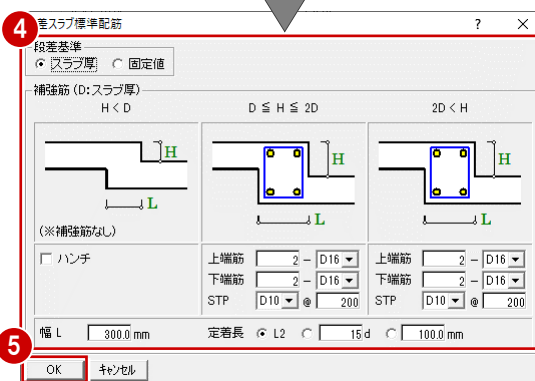 4
差スラブ標準配筋 ? ×
段差基準
スラブ厚 固定値
補強筋 (D:スラブ厚)
H < D D ≦ H ≦ 2D 2D < H
H H H
L L L
(※補強筋なし)
ハンチ 上端筋 2 - D16 上端筋 2 - D16
下端筋 2 - D16 下端筋 2 - D16
STP D10 @ 200 STP D10 @ 200
幅 L 300.0 mm 定着長 L2 15 d 100.0 mm
5
OK キャンセル